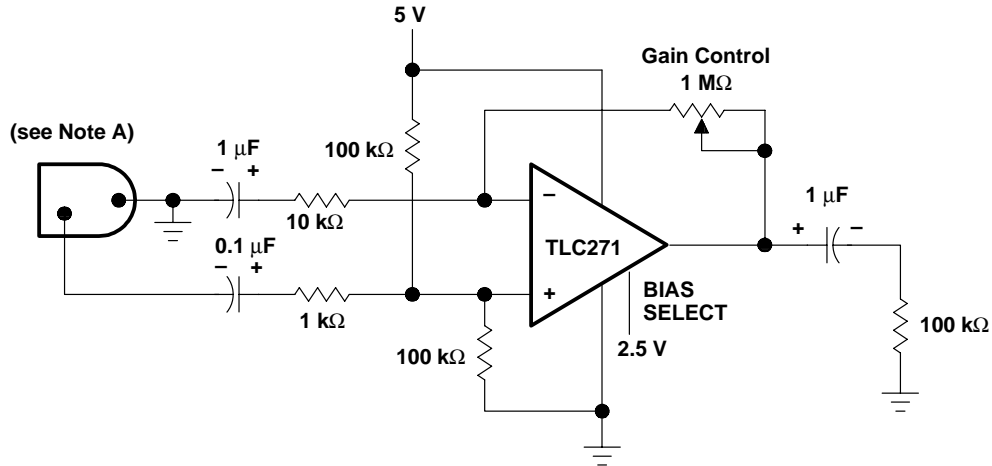 5 V
Gain Control
1 MΩ
(see Note A)
1 μF
− +
100 kΩ
10 kΩ
−
1 μF
+ −
TLC271
0.1 μF
− +
1 kΩ
+
BIAS
SELECT
2.5 V
100 kΩ
100 kΩ